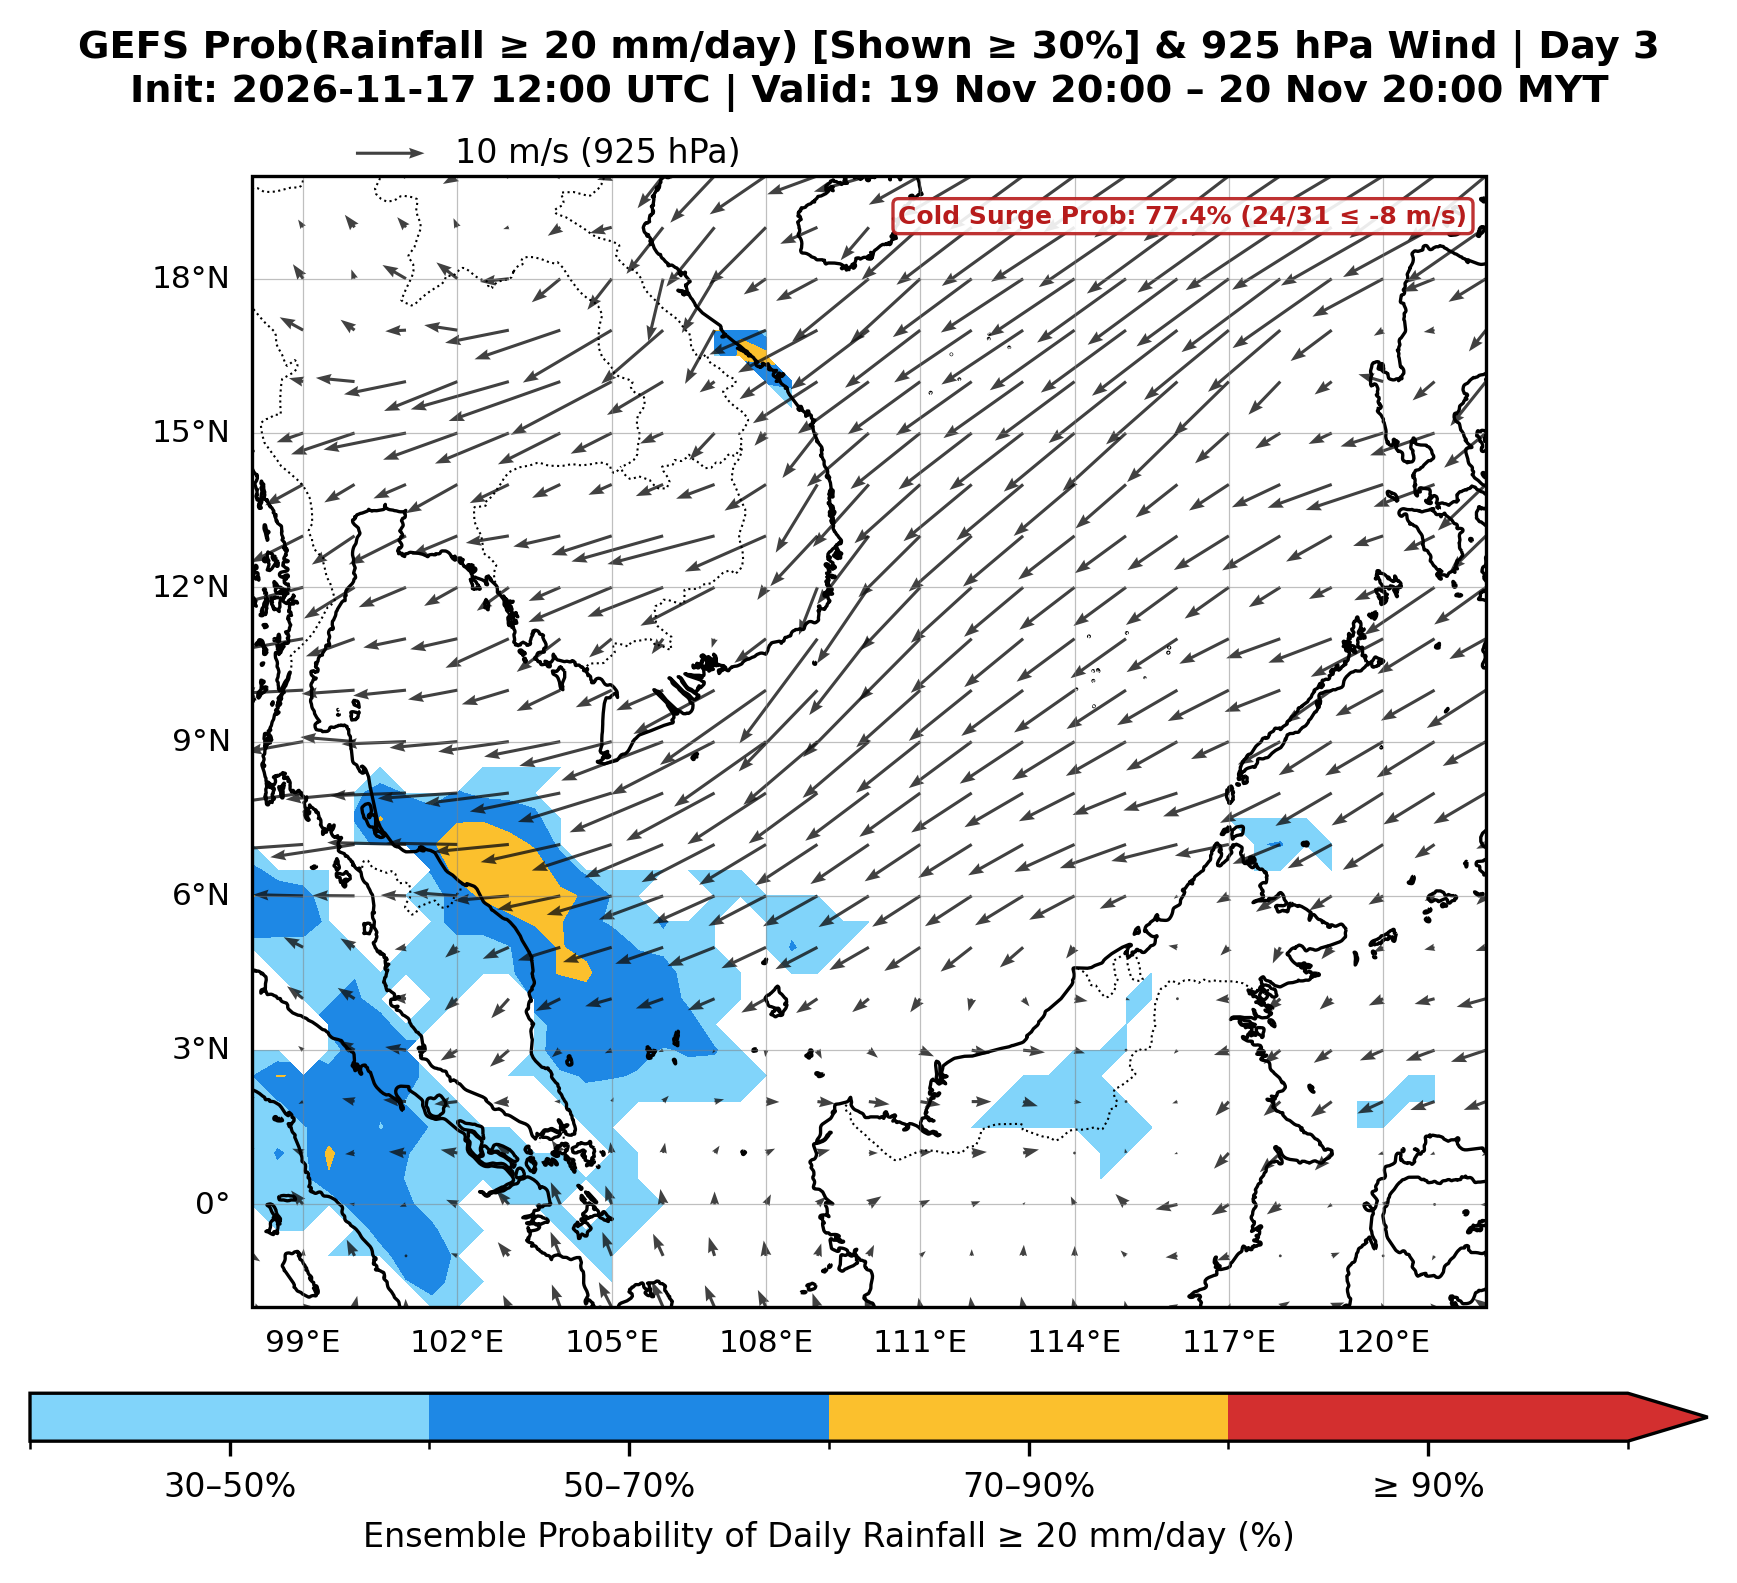 GEFS Prob(Rainfall ≥ 20 mm/day) [Shown ≥ 30%] & 925 hPa Wind | Day 3
Init: 2026-11-17 12:00 UTC | Valid: 19 Nov 20:00 – 20 Nov 20:00 MYT
10 m/s (925 hPa)
Cold Surge Prob: 77.4% (24/31 ≤ -8 m/s)
18°N
15°N
12°N
9°N
6°N
3°N
0°
99°E 102°E 105°E 108°E 111°E 114°E 117°E 120°E
30–50% 50–70% 70–90% ≥ 90%
Ensemble Probability of Daily Rainfall ≥ 20 mm/day (%)